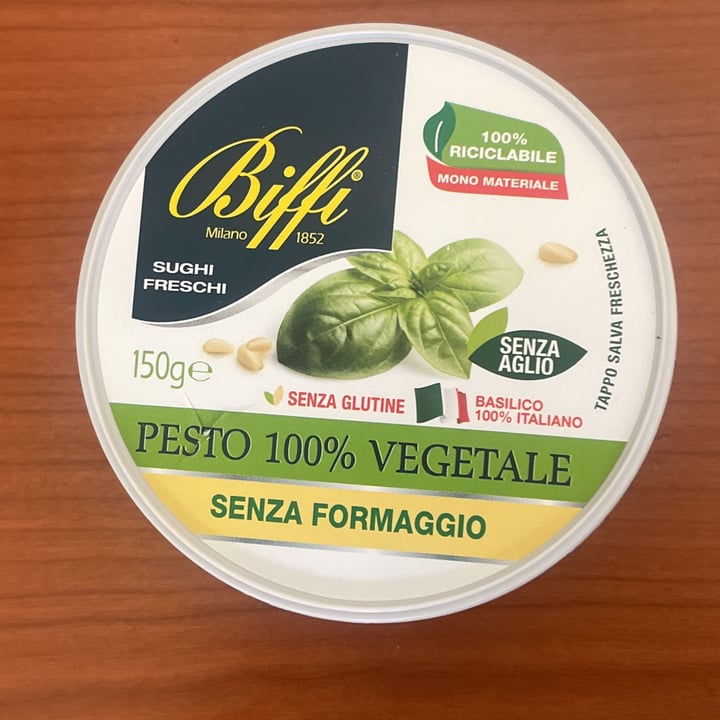 Biffi®
Milano 1852
SUGHI
FRESCHI
100%
RICICLABILE
MONO MATERIALE
TAPPO SALVA FRESCHEZZA
SENZA
AGLIO
150g℮
SENZA GLUTINE
BASILICO
100% ITALIANO
PESTO 100% VEGETALE
SENZA FORMAGGIO